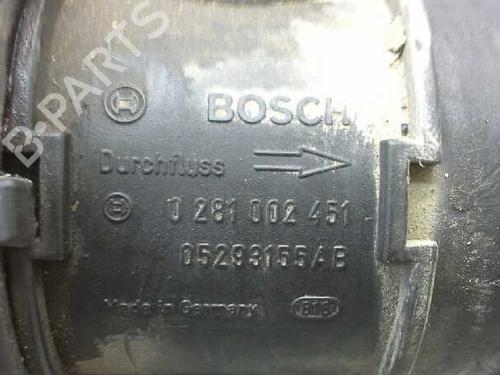 B-PARTS
BOSCH
Durchfluss
0 281 002 451
05293155AB
Made in Germany